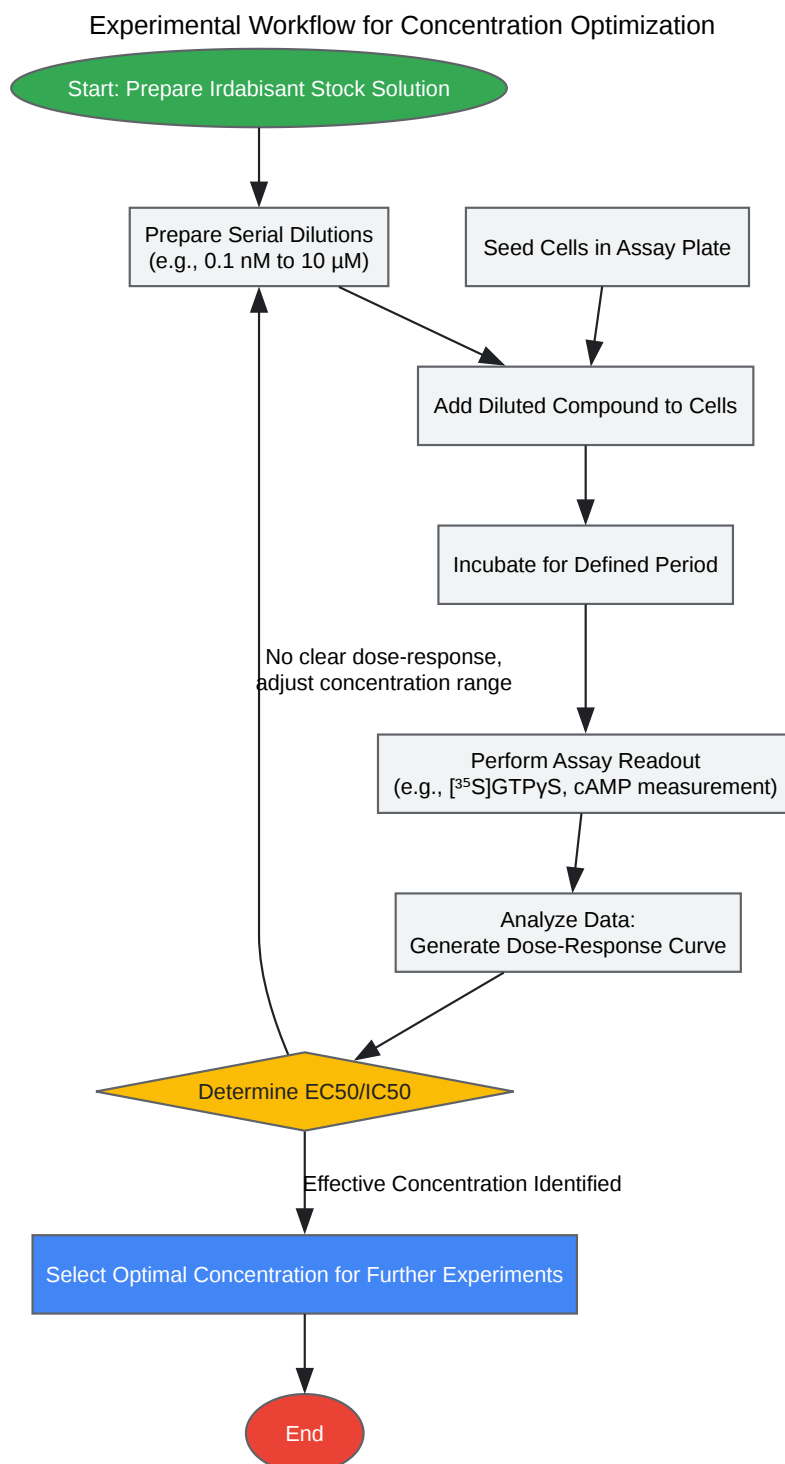 Experimental Workflow for Concentration Optimization
Start: Prepare Irdabisant Stock Solution
Prepare Serial Dilutions
(e.g., 0.1 nM to 10 µM)
Seed Cells in Assay Plate
Add Diluted Compound to Cells
Incubate for Defined Period
No clear dose-response,
adjust concentration range
Perform Assay Readout
(e.g., [³⁵S]GTPγS, cAMP measurement)
Analyze Data:
Generate Dose-Response Curve
Determine EC50/IC50
Effective Concentration Identified
Select Optimal Concentration for Further Experiments
End